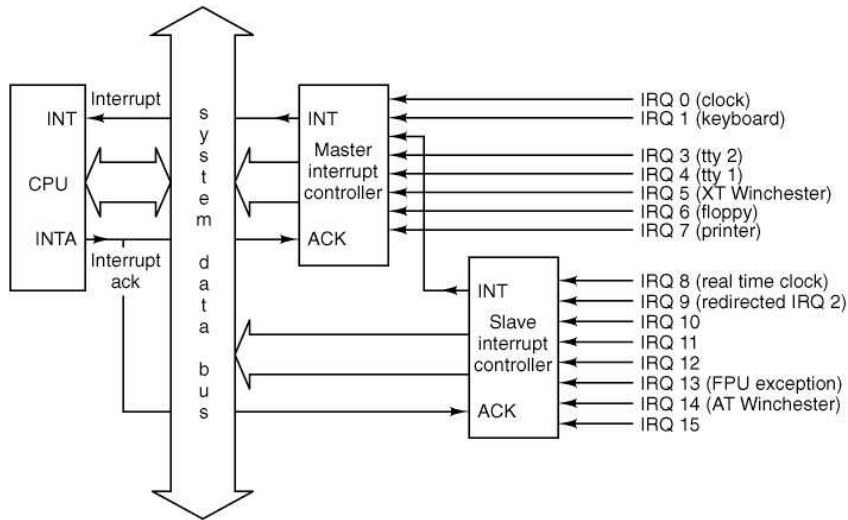 Interrupt
INT
CPU
INTA
Interrupt
ack
system data bus
INT
Master
interrupt
controller
ACK
IRQ 0 (clock)
IRQ 1 (keyboard)
IRQ 3 (tty 2)
IRQ 4 (tty 1)
IRQ 5 (XT Winchester)
IRQ 6 (floppy)
IRQ 7 (printer)
INT
Slave
interrupt
controller
ACK
IRQ 8 (real time clock)
IRQ 9 (redirected IRQ 2)
IRQ 10
IRQ 11
IRQ 12
IRQ 13 (FPU exception)
IRQ 14 (AT Winchester)
IRQ 15